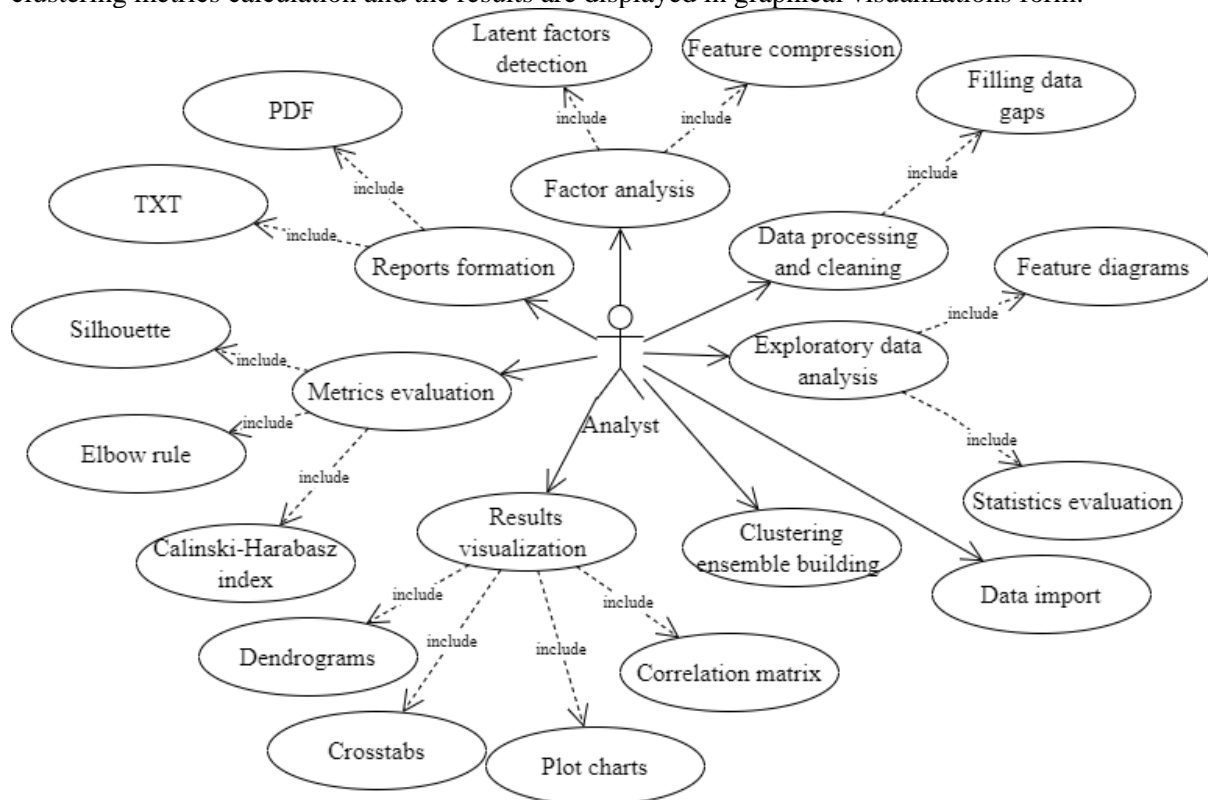 clustering metrics calculation and the results are displayed in graphical visualizations form.
Latent factors
detection
Feature compression
Filling data
gaps
PDF
include
include
include
include
TXT
Factor analysis
include
Data processing
and cleaning
Reports formation
Feature diagrams
include
Silhouette
include
Exploratory data
analysis
Metrics evaluation
include
Analyst
include
Elbow rule
include
include
Statistics evaluation
Results
visualization
Clustering
ensemble building
Calinski-Harabasz
index
Data import
include
include
include
include
Dendrograms
Correlation matrix
Crosstabs
Plot charts